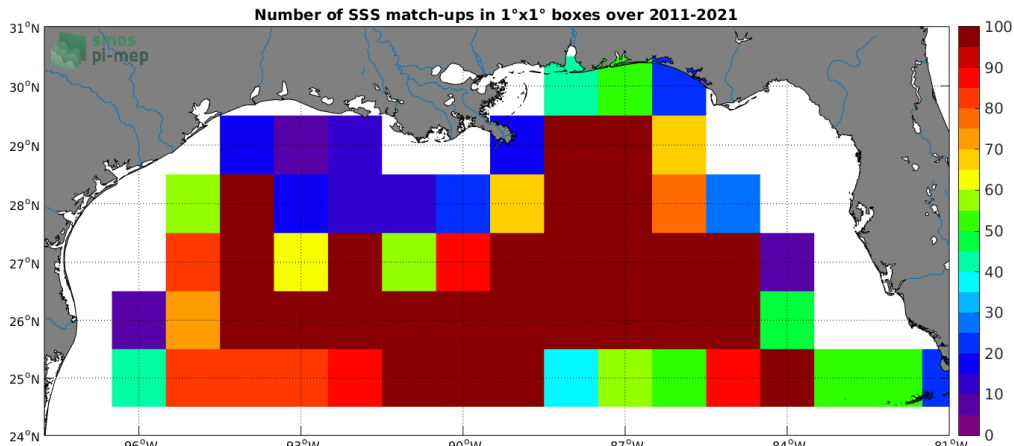 Number of SSS match-ups in 1°x1° boxes over 2011-2021
smos
pi-mep
31°N
30°N
29°N
28°N
27°N
26°N
25°N
24°N
96°W 93°W 90°W 87°W 84°W 81°W
100
90
80
70
60
50
40
30
20
10
0